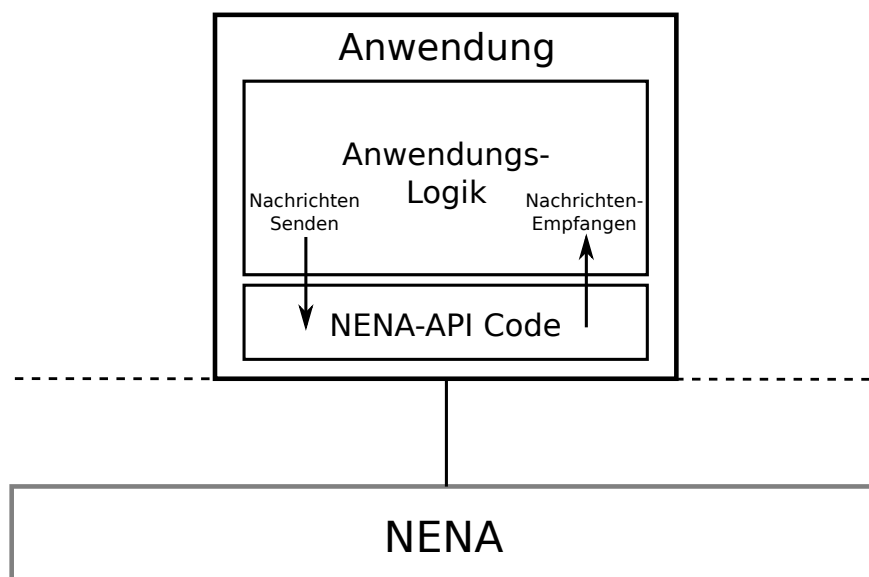 Anwendung
Anwendungs-
Logik
Nachrichten
Senden
Nachrichten-
Empfangen
NENA-API Code
NENA